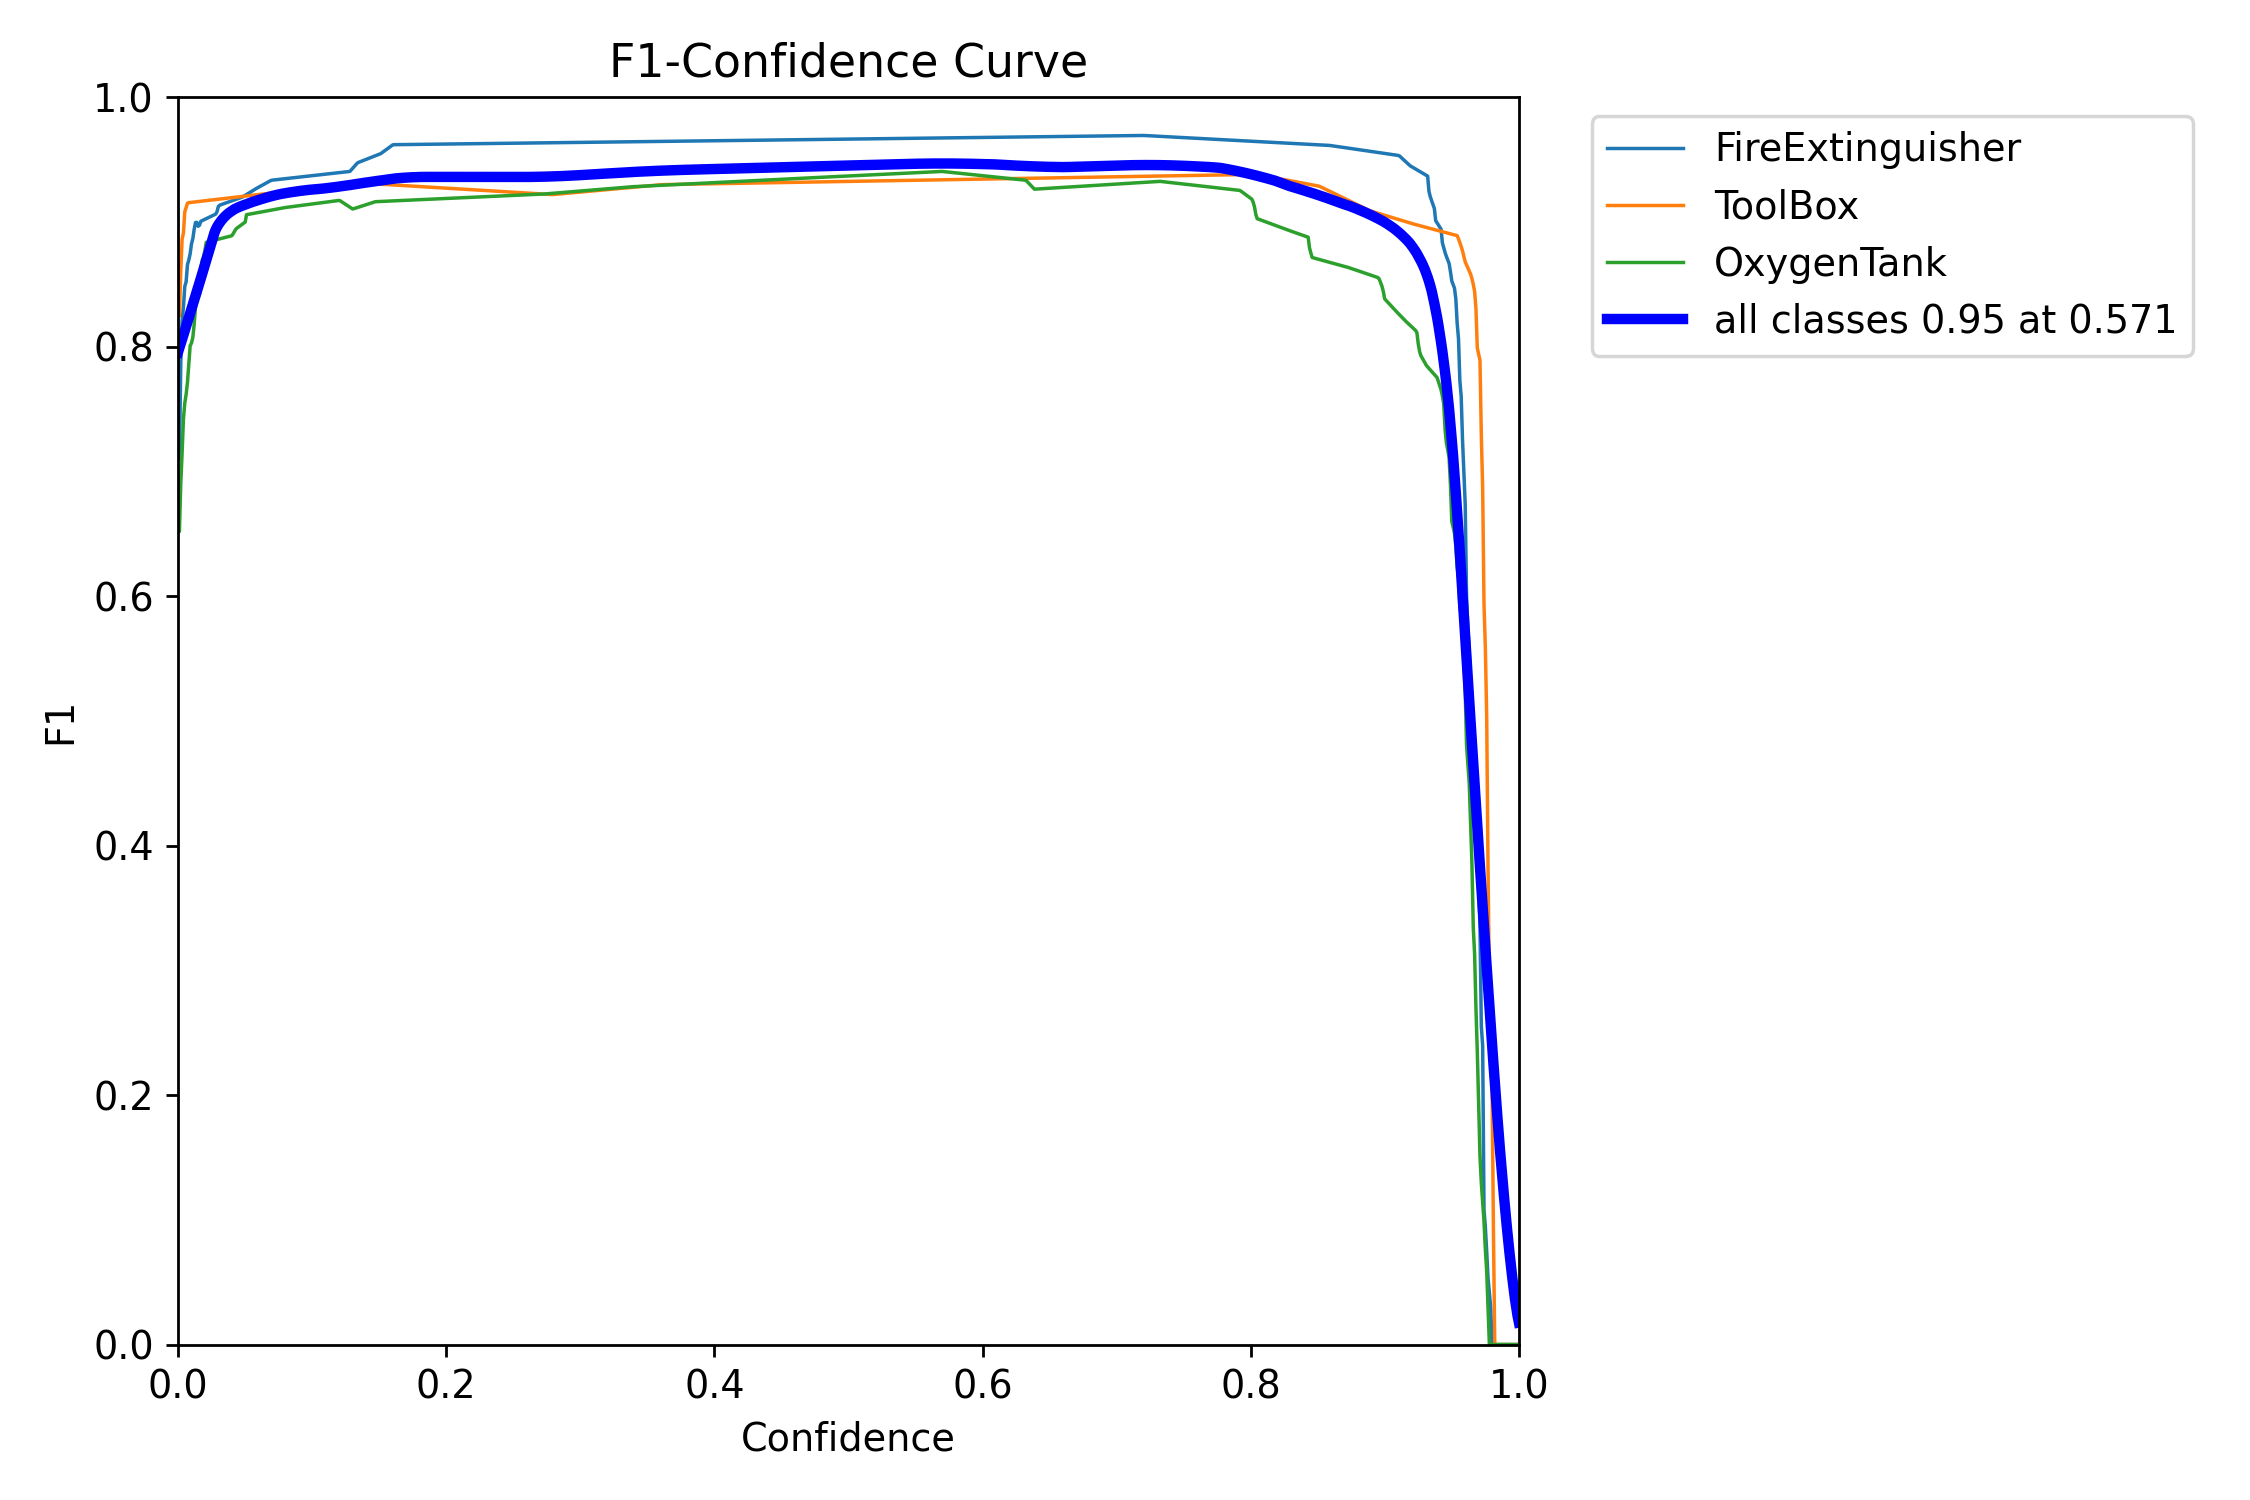 F1-Confidence Curve
1.0
0.8
0.6
0.4
0.2
0.0
F1
0.0 0.2 0.4 0.6 0.8 1.0
Confidence
FireExtinguisher
ToolBox
OxygenTank
all classes 0.95 at 0.571